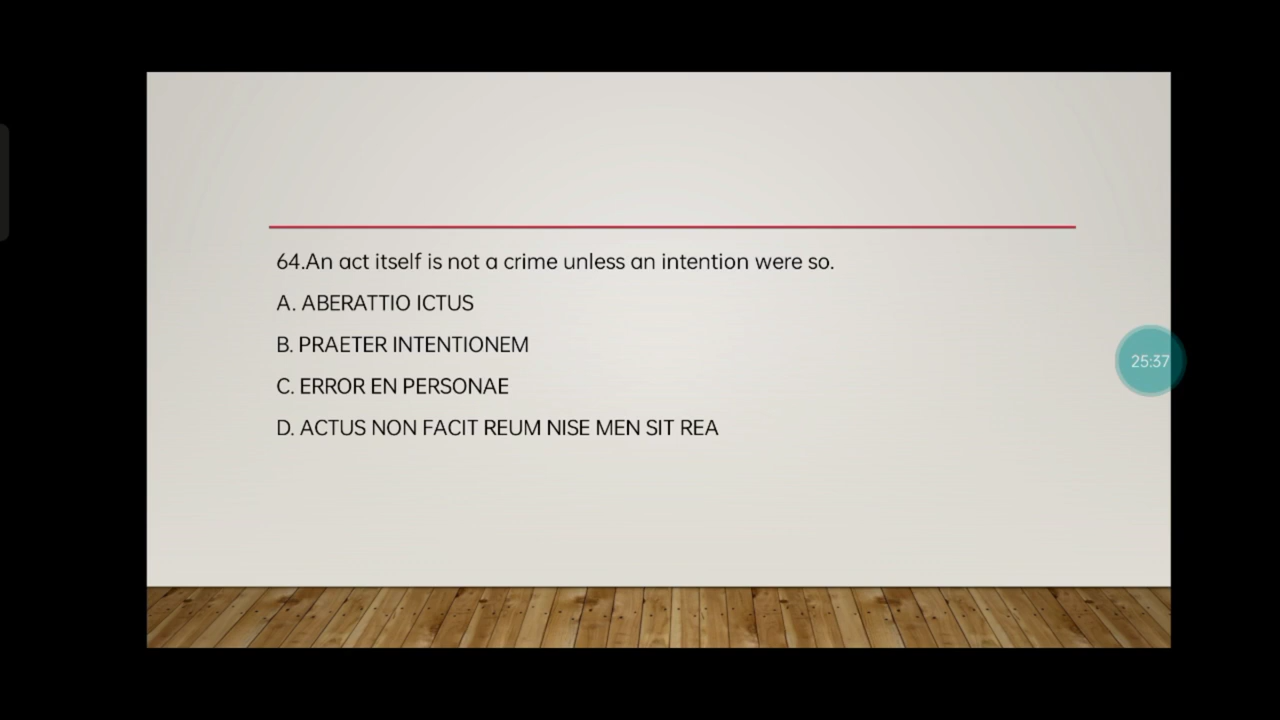 64.An act itself is not a crime unless an intention were so.
A. ABERATTIO ICTUS
B. PRAETER INTENTIONEM
C. ERROR EN PERSONAE
D. ACTUS NON FACIT REUM NISE MEN SIT REA
25:37